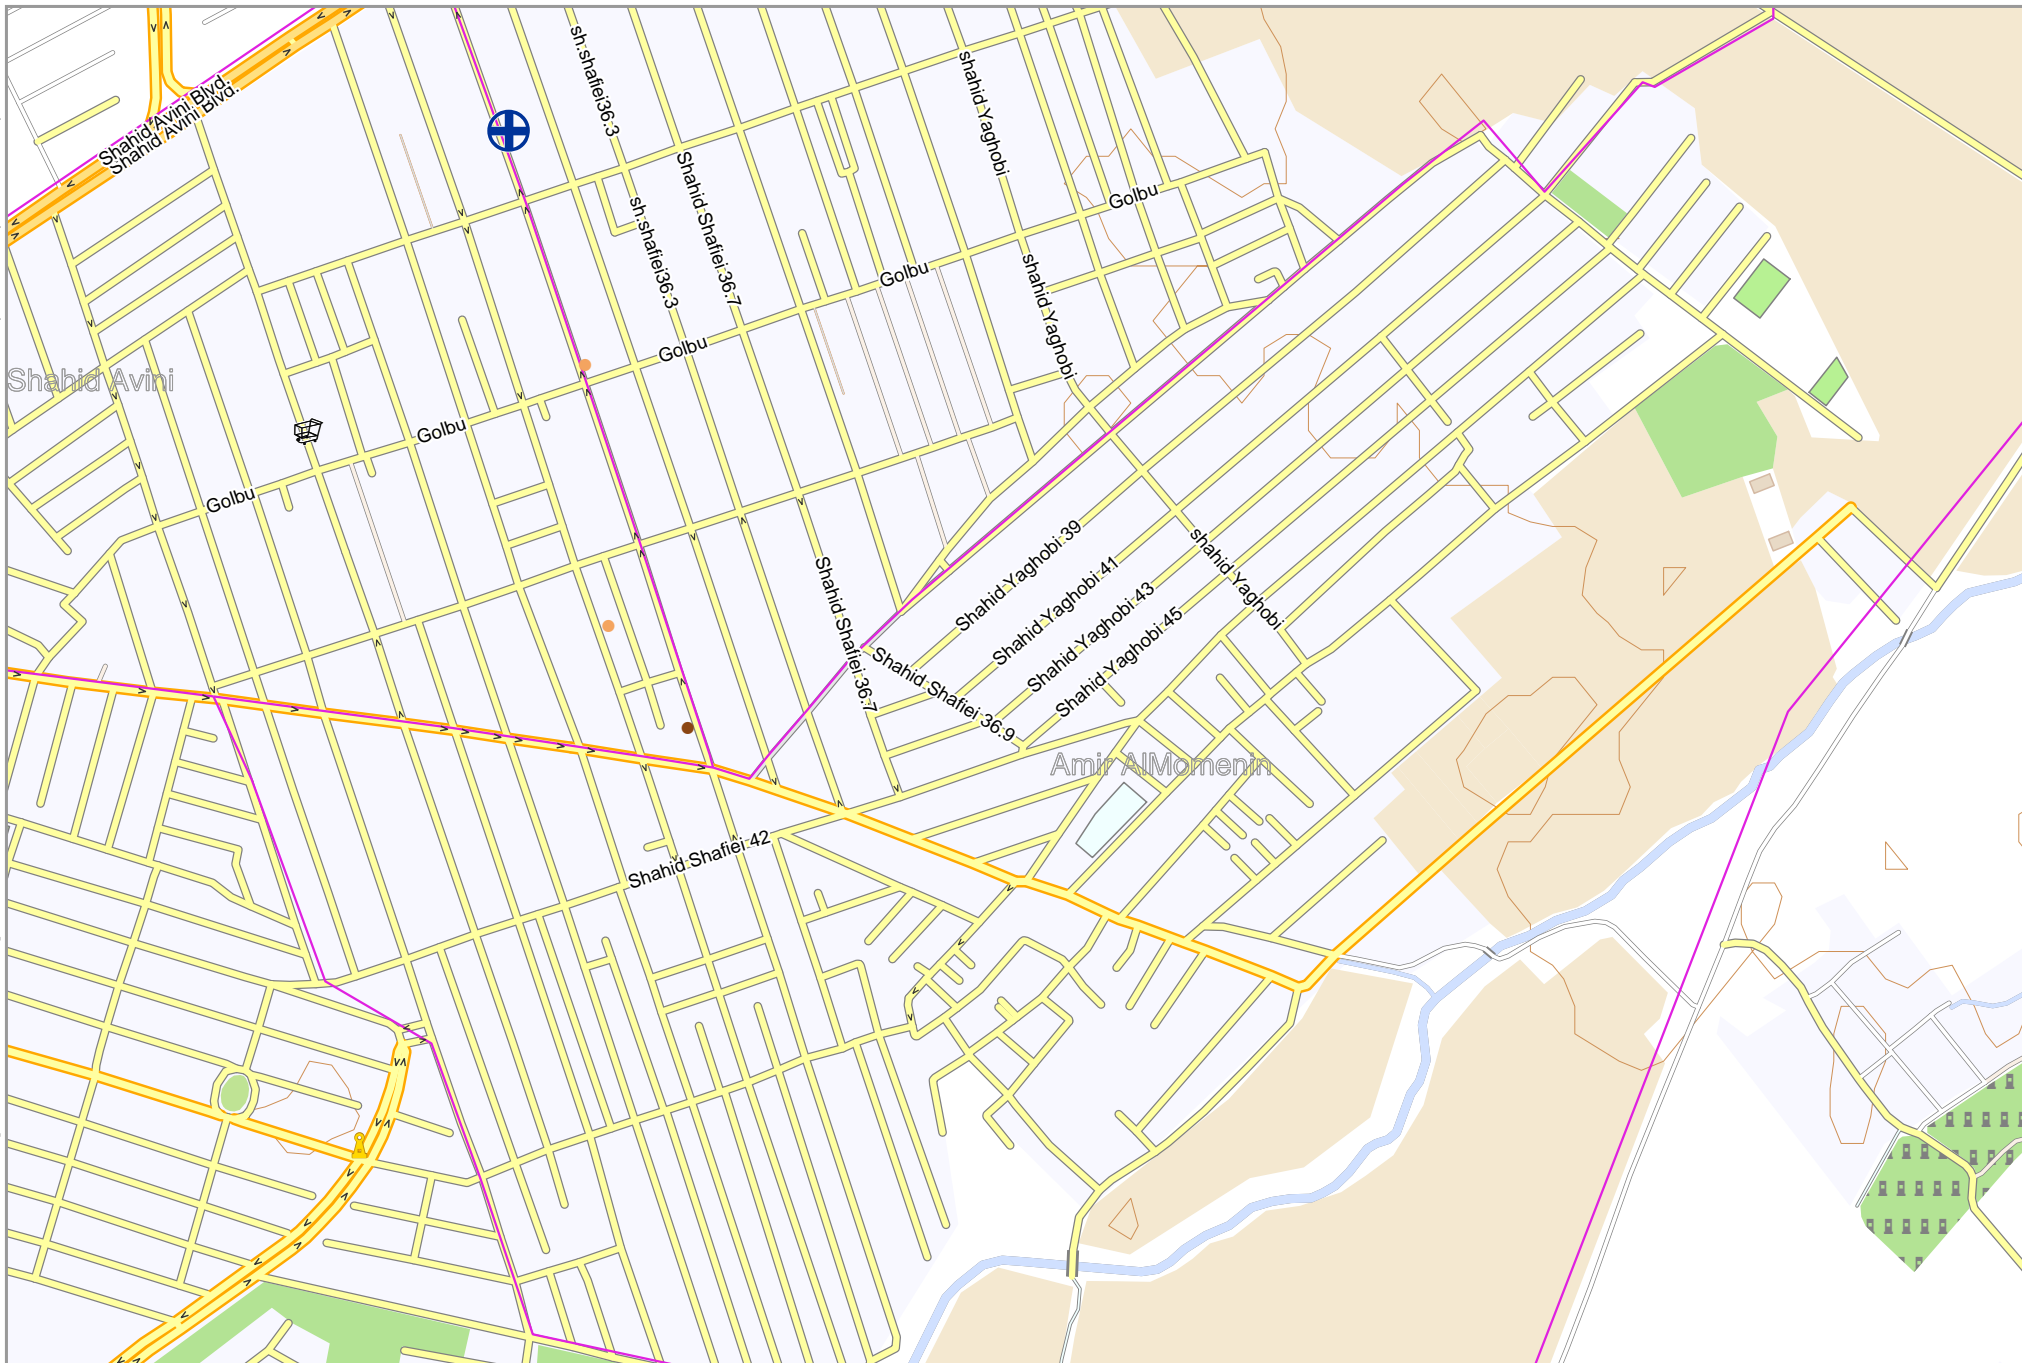 sh.shafiei36.3
shahid Yaghobi
Shahid Avini Blvd.
Shahid Avini Blvd.
Shahid Shafiei 36.7
Golbu
sh.shafiei36.3
Golbu
shahid Yaghobi
Golbu
Shahid Avini
Golbu
Golbu
Shahid Yaghobi 39
shahid Yaghobi
Shahid Shafiei 36.7
Shahid Yaghobi 41
Shahid Yaghobi 43
Shahid Yaghobi 45
Shahid Shafiei 36.9
Amir AlMomenin
Shahid Shafiei 42